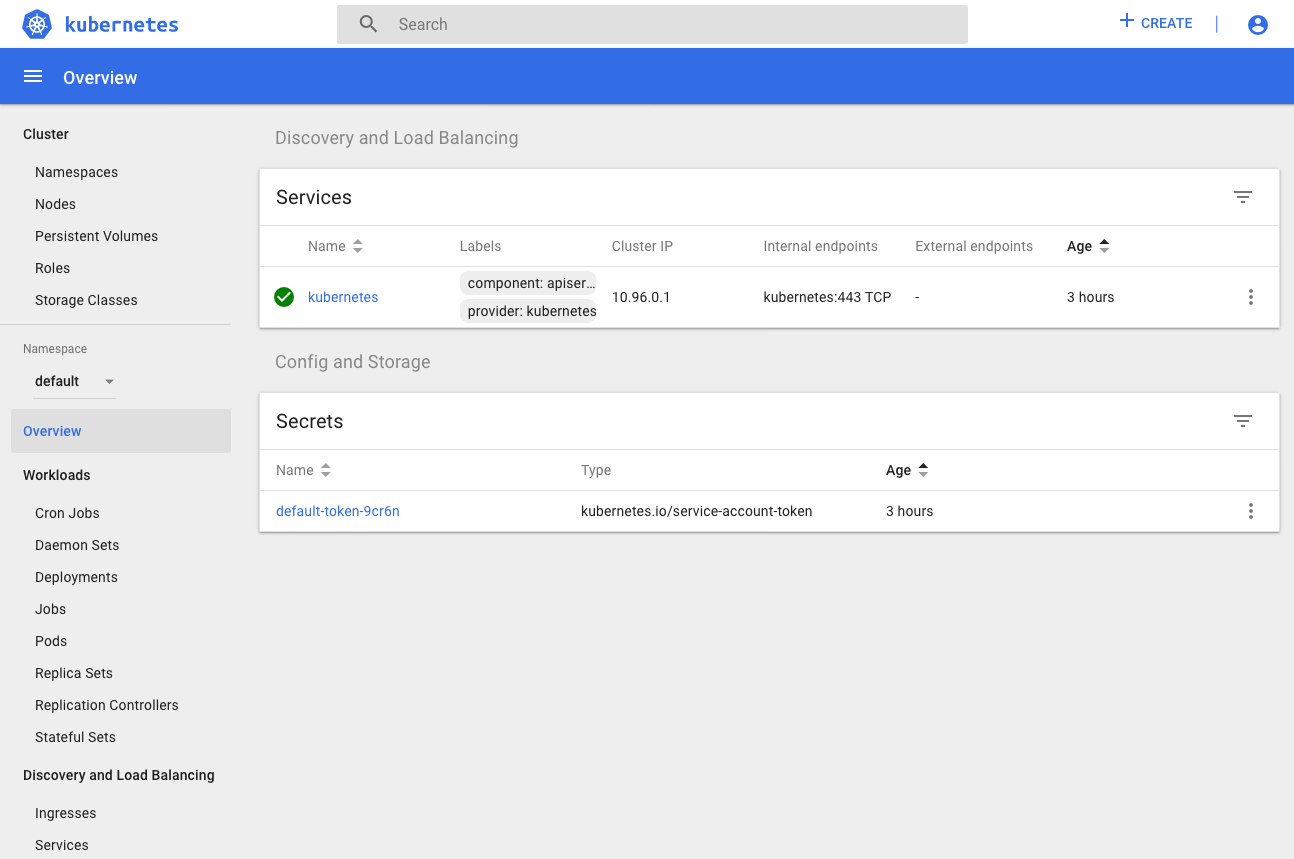 kubernetes
Search
CREATE
Overview
Cluster
Namespaces
Nodes
Persistent Volumes
Roles
Storage Classes
Namespace
default
Overview
Workloads
Cron Jobs
Daemon Sets
Deployments
Jobs
Pods
Replica Sets
Replication Controllers
Stateful Sets
Discovery and Load Balancing
Ingresses
Services
Discovery and Load Balancing
Services
Name Labels Cluster IP Internal endpoints External endpoints Age
kubernetes component: apiser… 10.96.0.1 kubernetes:443 TCP - 3 hours
provider: kubernetes
Config and Storage
Secrets
Name Type Age
default-token-9cr6n kubernetes.io/service-account-token 3 hours